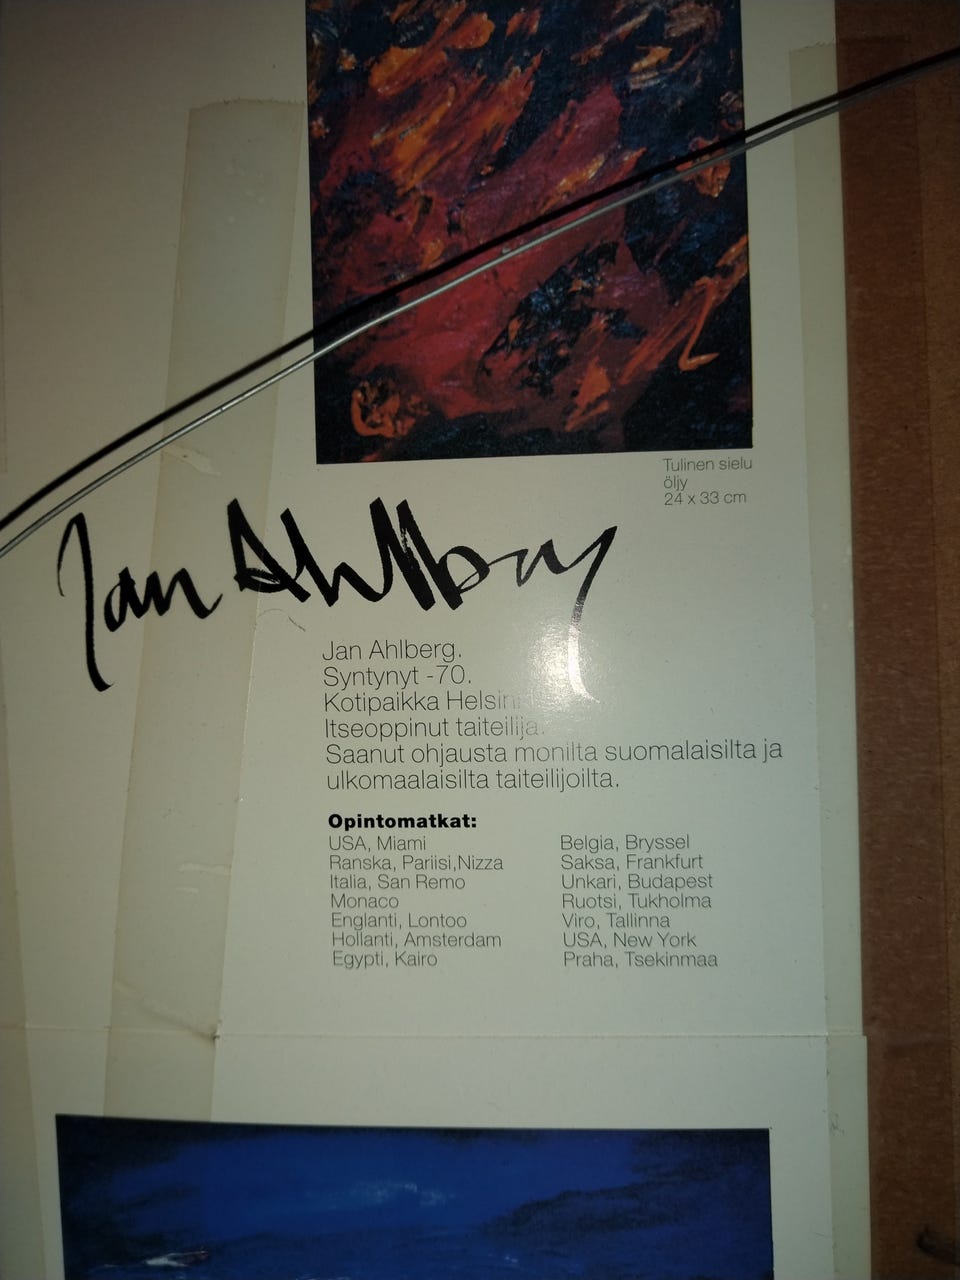 Tulinen sielu
öljy
24 x 33 cm
Jan Ahlberg
Jan Ahlberg.
Syntynyt -70.
Kotipaikka
Itseoppinut taiteilija.
Saanut ohjausta monilta suomalaisilta ja
ulkomaalaisilta taiteilijoilta.
Opintomatkat:
USA, Miami
Ranska, Pariisi,Nizza
Italia, San Remo
Monaco
Englanti, Lontoo
Hollanti, Amsterdam
Egypti, Kairo
Belgia, Bryssel
Saksa, Frankfurt
Unkari, Budapest
Ruotsi, Tukholma
Viro, Tallinna
USA, New York
Praha, Tsekinmaa